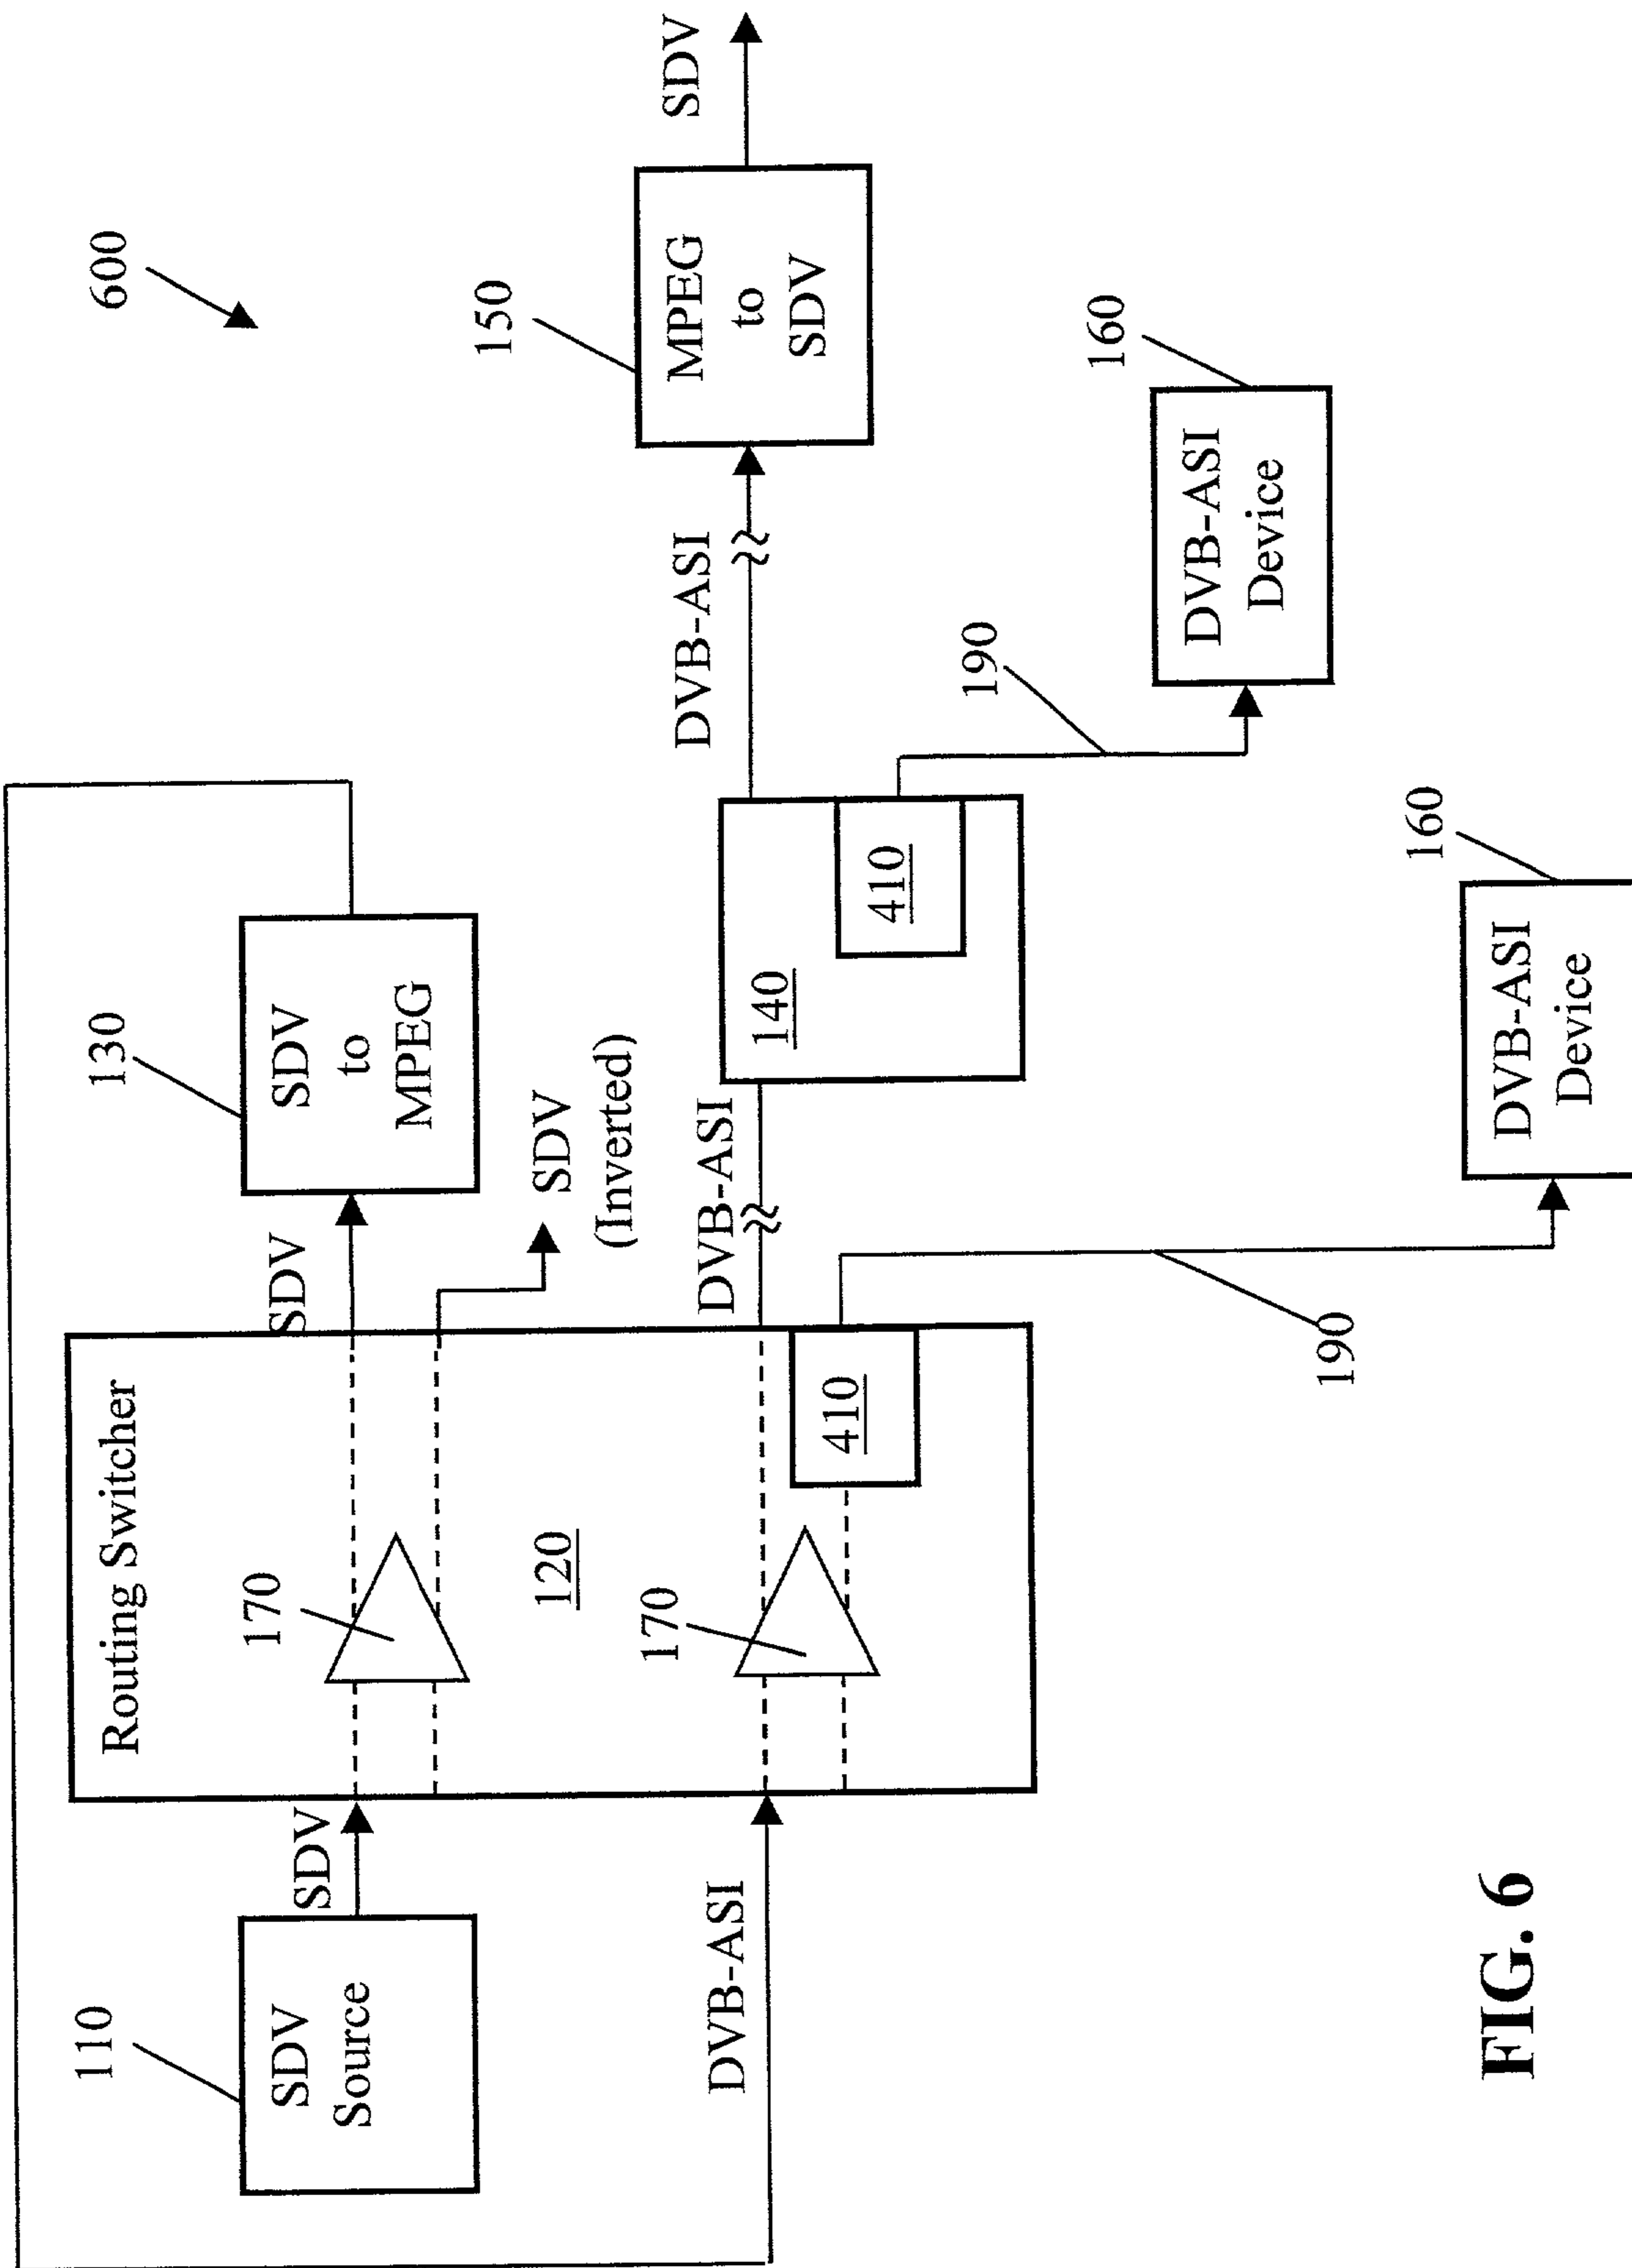 600
110
SDV
Source
SDV
Routing Switcher
170
120
170
410
SDV
130
SDV
to
MPEG
SDV
(Inverted)
DVB-ASI
DVB-ASI
140
410
DVB-ASI
150
MPEG
to
SDV
SDV
190
160
DVB-ASI
Device
190
160
DVB-ASI
Device
FIG. 6